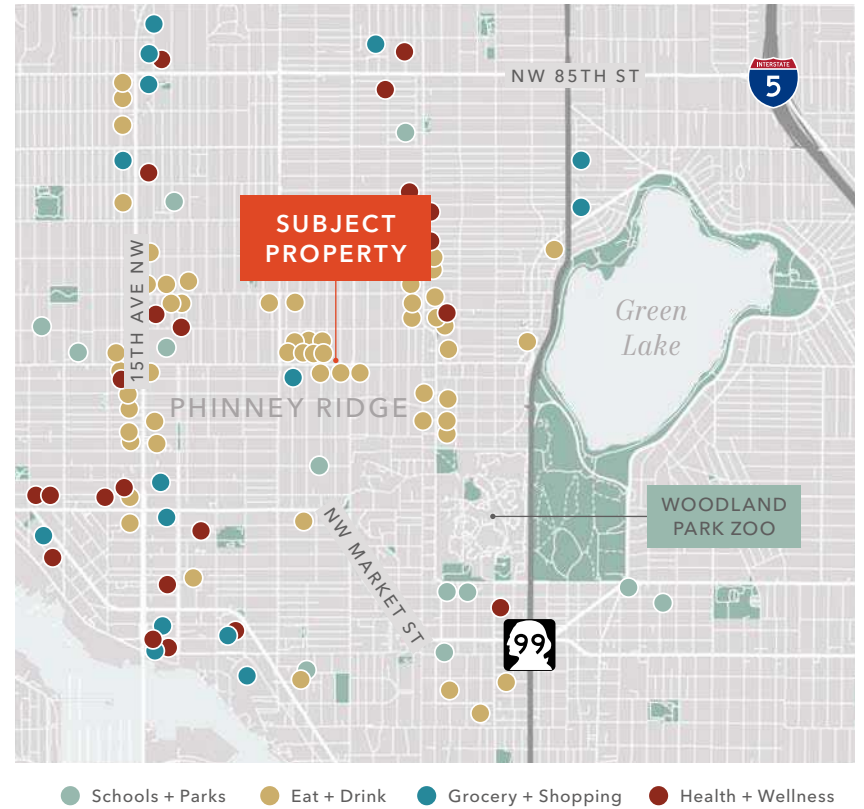 NW 85TH ST
INTERSTATE
5
SUBJECT
PROPERTY
15TH AVE NW
Green
Lake
PHINNEY RIDGE
WOODLAND
PARK ZOO
NW MARKET ST
99
Schools + Parks
Eat + Drink
Grocery + Shopping
Health + Wellness